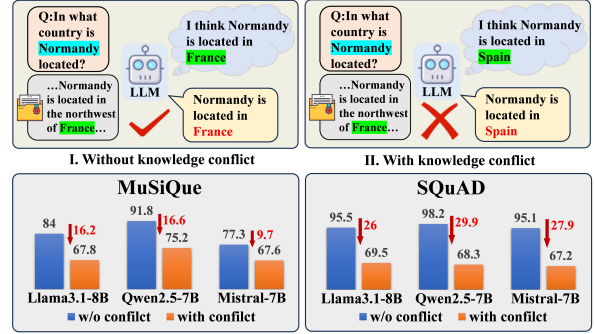 Q:In what
country is
Normandy
located?
I think Normandy
is located in
France
LLM
…Normandy is
located in
the northwest
of France…
Normandy is
located in
France
I. Without knowledge conflict
Q:In what
country is
Normandy
located?
I think Normandy
is located in
Spain
LLM
…Normandy is
located in
the northwest
of France…
Normandy is
located in
Spain
II. With knowledge conflict
MuSiQue
84
16.2
67.8
91.8
16.6
75.2
77.3
9.7
67.6
Llama3.1-8B Qwen2.5-7B Mistral-7B
w/o confilct with confilct
SQuAD
95.5
26
69.5
98.2
29.9
68.3
95.1
27.9
67.2
Llama3.1-8B Qwen2.5-7B Mistral-7B
w/o confilct with confilct